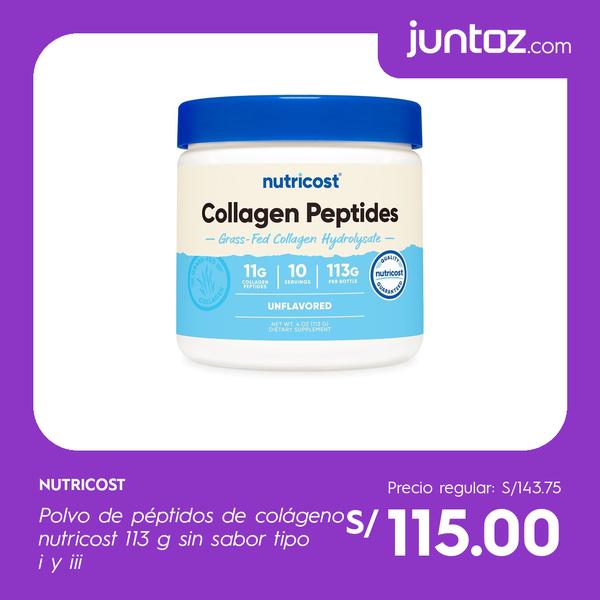 juntoz.com
nutricost®
Collagen Peptides
— Grass-Fed Collagen Hydrolysate —
11G
COLLAGEN
PEPTIDES
10
SERVINGS
113G
PER BOTTLE
QUALITY
nutricost
GUARANTEED
COLLAGEN
UNFLAVORED
NET WT. 4 OZ (113 G)
DIETARY SUPPLEMENT
NUTRICOST
Polvo de péptidos de colágeno
nutricost 113 g sin sabor tipo
i y iii
Precio regular: S/143.75
S/ 115.00